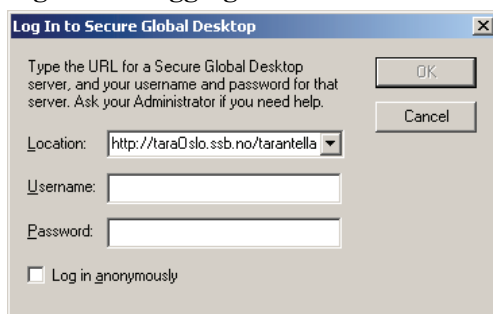 Log In to Secure Global Desktop
Type the URL for a Secure Global Desktop
server, and your username and password for that
server. Ask your Administrator if you need help.
OK
Cancel
Location:
http://taraOslo.ssb.no/tarantella
Username:
Password:
Log in anonymously